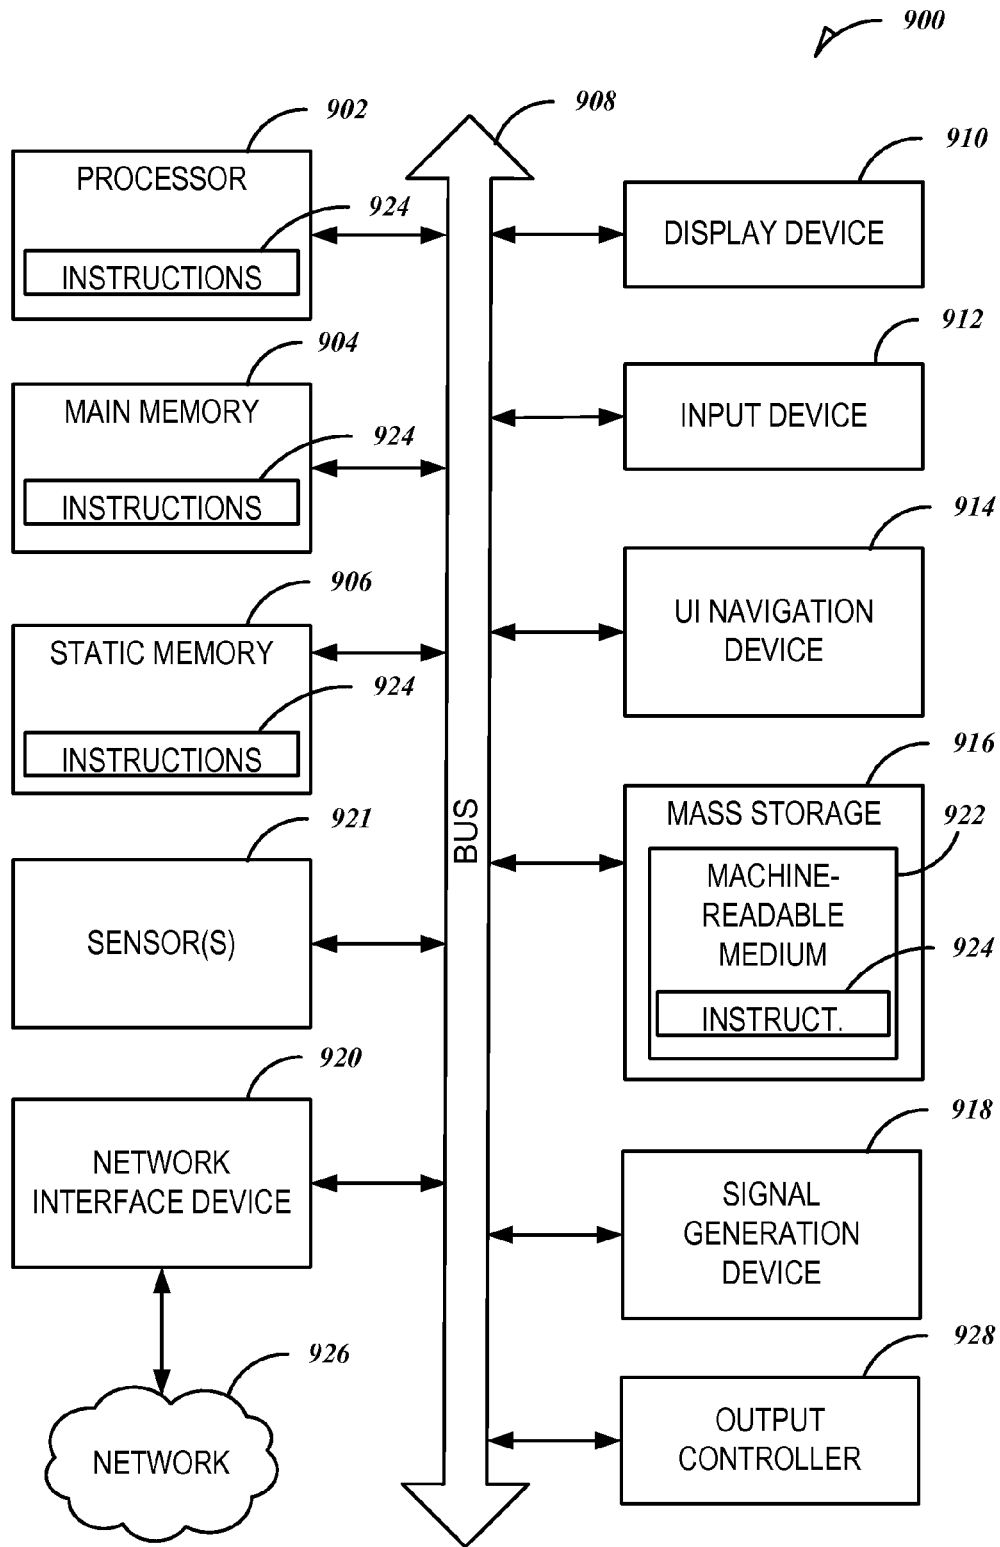 900
902
PROCESSOR
924
INSTRUCTIONS
904
MAIN MEMORY
924
INSTRUCTIONS
906
STATIC MEMORY
924
INSTRUCTIONS
921
SENSOR(S)
920
NETWORK
INTERFACE DEVICE
926
NETWORK
908
BUS
910
DISPLAY DEVICE
912
INPUT DEVICE
914
UI NAVIGATION
DEVICE
916
MASS STORAGE
922
MACHINE-
READABLE
MEDIUM
924
INSTRUCT.
918
SIGNAL
GENERATION
DEVICE
928
OUTPUT
CONTROLLER